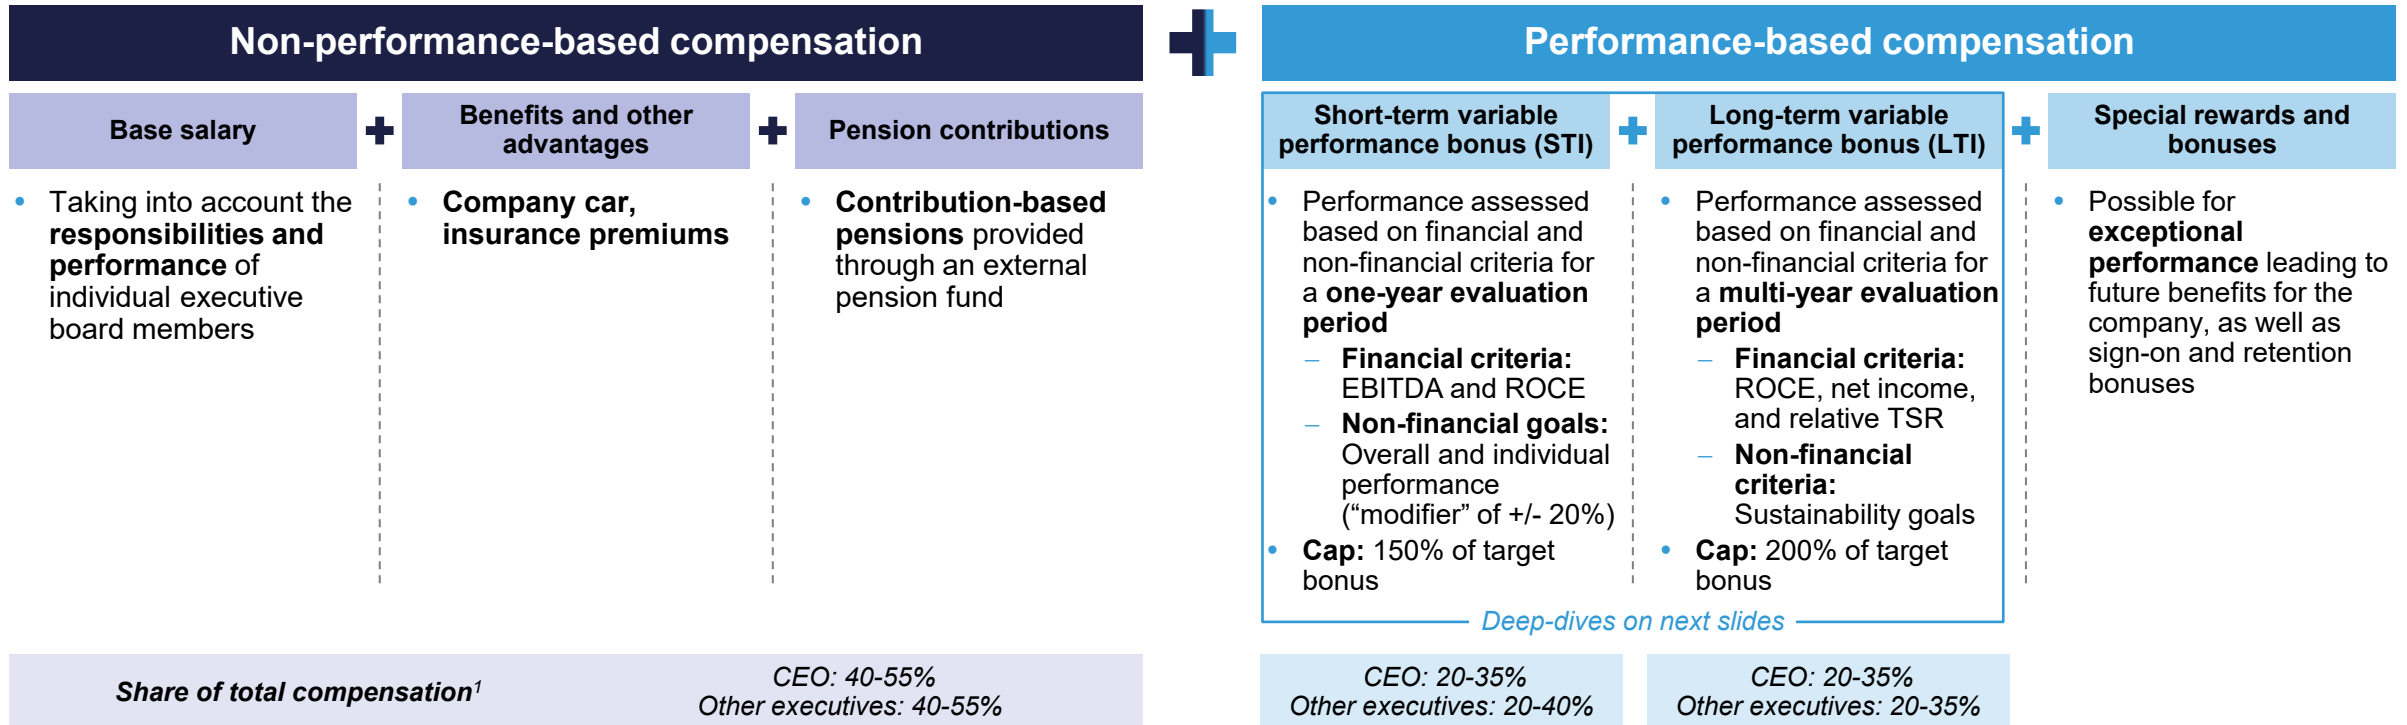 Non-performance-based compensation
Performance-based compensation
Base salary
Benefits and other
advantages
Pension contributions
Short-term variable
performance bonus (STI)
Long-term variable
performance bonus (LTI)
Special rewards and
bonuses
• Taking into account the
responsibilities and
performance of
individual executive
board members
• Company car,
insurance premiums
• Contribution-based
pensions provided
through an external
pension fund
• Performance assessed
based on financial and
non-financial criteria for
a one-year evaluation
period
– Financial criteria:
EBITDA and ROCE
– Non-financial goals:
Overall and individual
performance
(“modifier” of +/- 20%)
• Cap: 150% of target
bonus
• Performance assessed
based on financial and
non-financial criteria for
a multi-year evaluation
period
– Financial criteria:
ROCE, net income,
and relative TSR
– Non-financial
criteria:
Sustainability goals
• Cap: 200% of target
bonus
• Possible for
exceptional
performance leading to
future benefits for the
company, as well as
sign-on and retention
bonuses
Deep-dives on next slides
Share of total compensation¹
CEO: 40-55%
Other executives: 40-55%
CEO: 20-35%
Other executives: 20-40%
CEO: 20-35%
Other executives: 20-35%